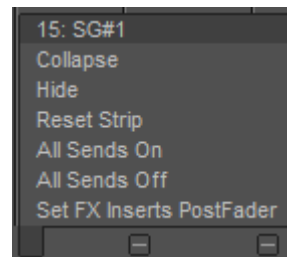 15: SG#1
Collapse
Hide
Reset Strip
All Sends On
All Sends Off
Set FX Inserts PostFader